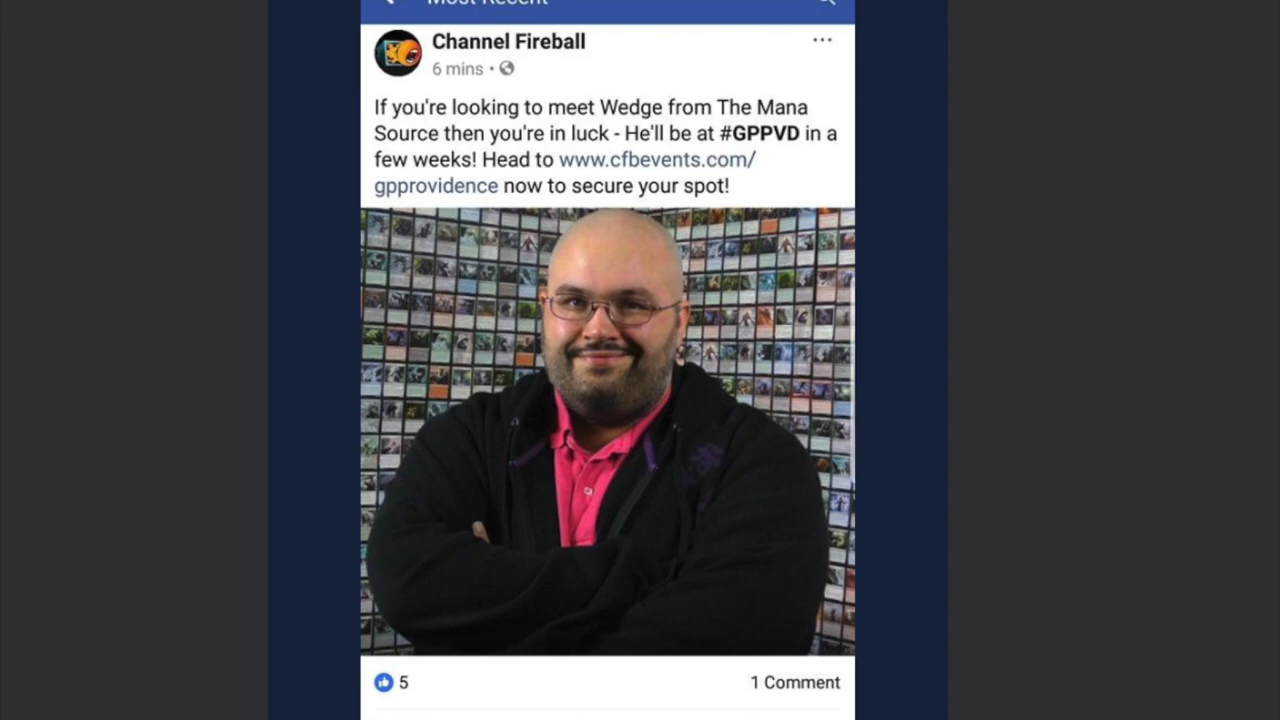 Most Recent
Channel Fireball
6 mins •
If you're looking to meet Wedge from The Mana
Source then you're in luck - He'll be at #GPPVD in a
few weeks! Head to www.cfbevents.com/
gpprovidence now to secure your spot!
5
1 Comment